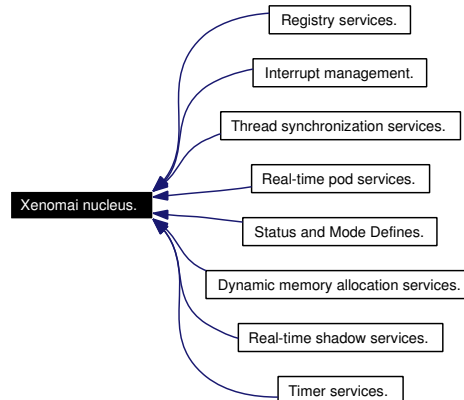 Registry services.
Interrupt management.
Thread synchronization services.
Real-time pod services.
Xenomai nucleus.
Status and Mode Defines.
Dynamic memory allocation services.
Real-time shadow services.
Timer services.